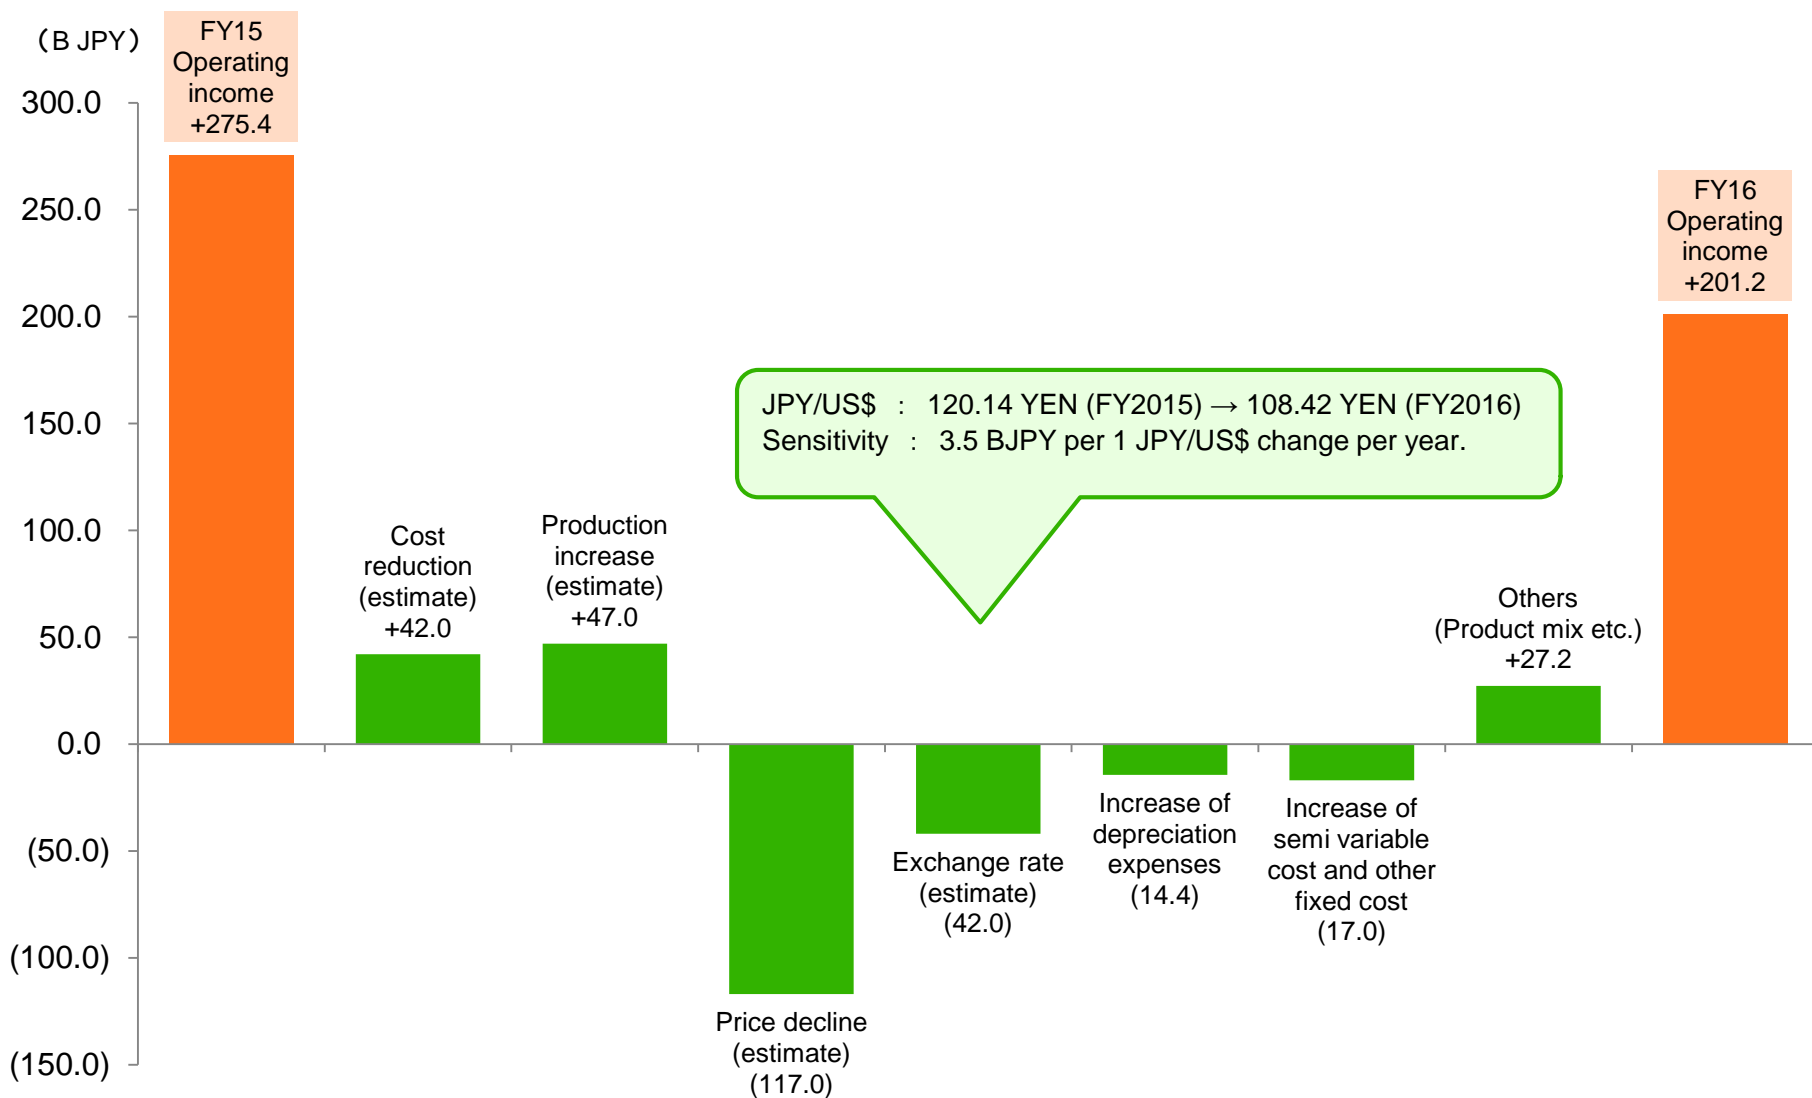 （B JPY）
300.0
250.0
200.0
150.0
100.0
50.0
0.0
(50.0)
(100.0)
(150.0)
FY15
Operating
income
+275.4
Cost
reduction
(estimate)
+42.0
Production
increase
(estimate)
+47.0
Price decline
(estimate)
(117.0)
JPY/US$ : 120.14 YEN (FY2015) → 108.42 YEN (FY2016)
Sensitivity : 3.5 BJPY per 1 JPY/US$ change per year.
Exchange rate
(estimate)
(42.0)
Increase of
depreciation
expenses
(14.4)
Increase of
semi variable
cost and other
fixed cost
(17.0)
Others
(Product mix etc.)
+27.2
FY16
Operating
income
+201.2